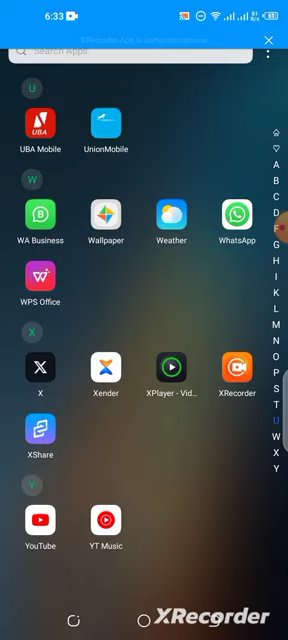 6:33
Search Apps
U
UBA
UBA Mobile
UnionMobile
W
WA Business
Wallpaper
Weather
WhatsApp
WPS Office
X
X
Xender
XPlayer - Vid...
XRecorder
XShare
Y
YouTube
YT Music
A
B
C
D
F
G
H
I
K
L
M
N
O
P
S
T
U
W
X
Y
XRecorder